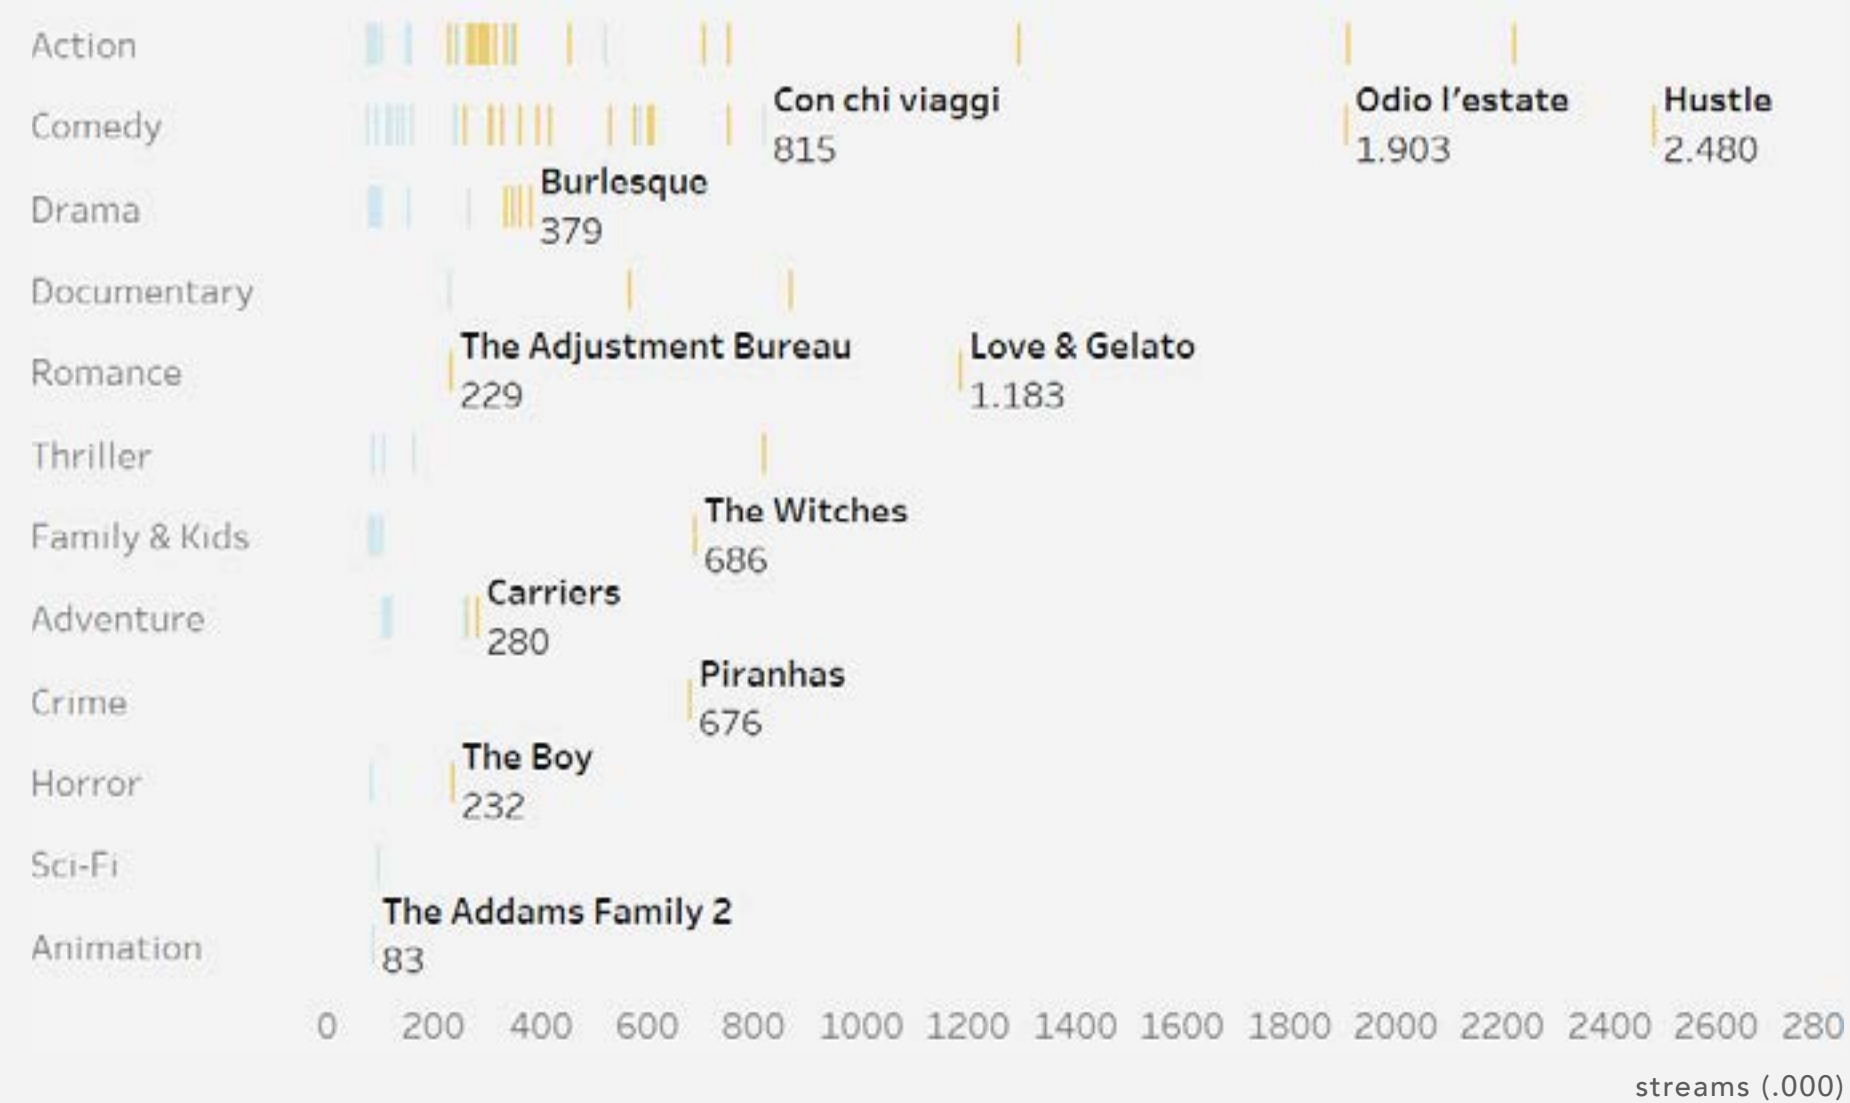 Action
Con chi viaggi
Odio l'estate
Hustle
Comedy
815
1.903
2.480
Burlesque
Drama
379
Documentary
The Adjustment Bureau
Love & Gelato
Romance
229
1.183
Thriller
The Witches
Family & Kids
686
Carriers
Adventure
280
Piranhas
Crime
676
The Boy
Horror
232
Sci-Fi
The Addams Family 2
Animation
83
0 200 400 600 800 1000 1200 1400 1600 1800 2000 2200 2400 2600 280
streams (.000)